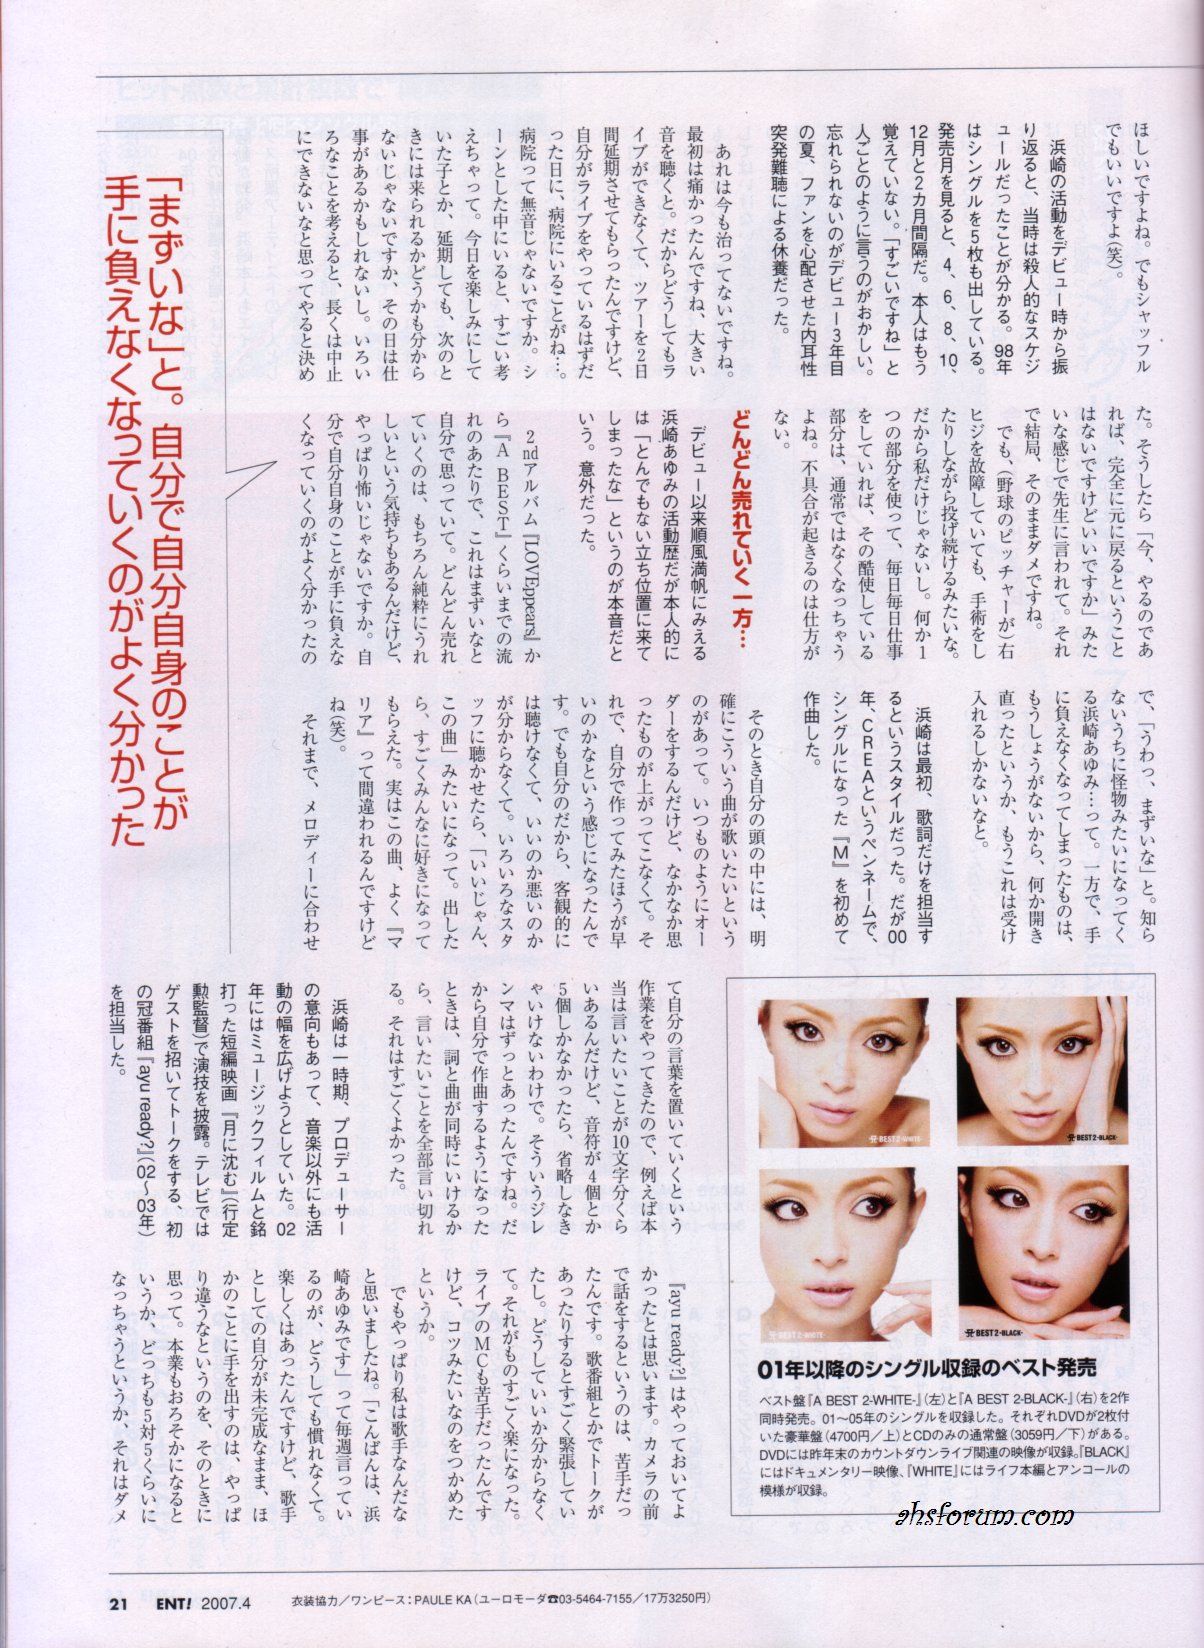 ほしいですよね。でもシャッフル
でもいいですよ(笑)。
浜崎の活動をデビュー時から振
り返ると、当時は殺人的なスケジ
ュールだったことが分かる。98年
はシングルを5枚も出している。
発売月を見ると、4、6、8、10、
12月と2カ月間隔だ。本人はもう
覚えていない。「すごいですね」と
人ごとのように言うのがおかしい。
忘れられないのがデビュー3年目
の夏、ファンを心配させた内耳性
突発難聴による休養だった。
あれは今も治ってないですね。
最初は痛かったんですね、大きい
音を聴くと。だからどうしてもラ
イブができなくて、ツアーを2日
間延期させてもらったんですけど、
自分がライブをやっているはずだ
った日に、病院にいることがね…。
病院って無音じゃないですか。シ
ーンとした中にいると、すごい考
えちゃって。今日を楽しみにして
いた子とか、延期しても、次のと
きには来られるかどうかも分から
ないじゃないですか、その日は仕
事があるかもしれないし。いろい
ろなことを考えると、長くは中止
にできないなと思ってやると決め
た。そうしたら「今、やるのであ
れば、完全に元に戻るということ
はないですけどいいですか」みた
いな感じで先生に言われて。それ
で結局、そのままダメですね。
でも、(野球のピッチャーが)右
ヒジを故障していても、手術をし
たりしながら投げ続けるみたいな。
だから私だけじゃないし。何か1
つの部分を使って、毎日毎日仕事
をしていれば、その酷使している
部分は、通常ではなくなっちゃう
よね。不具合が起きるのは仕方が
ない。
どんどん売れていく一方…
デビュー以来順風満帆にみえる
浜崎あゆみの活動歴だが本人的に
は「とんでもない立ち位置に来て
しまったな」というのが本音だと
いう。意外だった。
2ndアルバム『LOVEppears』か
ら『A BEST』くらいまでの流
れのあたりで、これはまずいなと
自分で思っていて。どんどん売れ
ていくのは、もちろん純粋にうれ
しいという気持ちもあるんだけど、
やっぱり怖いじゃないですか。自
分で自分自身のことが手に負えな
くなっていくのがよく分かったの
で、「うわっ、まずいな」と。知ら
ないうちに怪物みたいになってく
る浜崎あゆみ…って。一方で、手
に負えなくなってしまったものは、
もうしょうがないから、何か開き
直ったというか、もうこれは受け
入れるしかないなと。
浜崎は最初、歌詞だけを担当す
るというスタイルだった。だが00
年、CREAというペンネームで、
シングルになった『M』を初めて
作曲した。
そのとき自分の頭の中には、明
確にこういう曲が歌いたいという
のがあって。いつものようにオー
ダーをするんだけど、なかなか思
ったものが上がってこなくて。そ
れで、自分で作ってみたほうが早
いのかなという感じになったんで
す。でも自分のだから、客観的に
は聴けなくて、いいのか悪いのか
が分からなくて。いろいろなスタ
ッフに聴かせたら、「いいじゃん、
この曲」みたいになって。出した
ら、すごくみんなに好きになって
もらえた。実はこの曲、よく『マ
リア』って間違われるんですけど
ね(笑)。
それまで、メロディーに合わせ
て自分の言葉を置いていくという
作業をやってきたので、例えば本
当は言いたいことが10文字分くら
いあるんだけど、音符が4個とか
5個しかなかったら、省略しなき
ゃいけないわけで。そういうジレ
ンマはずっとあったんですね。だ
から自分で作曲するようになった
ときは、詞と曲が同時にいけるか
ら、言いたいことを全部言い切れ
る。それはすごくよかった。
浜崎は一時期、プロデューサー
の意向もあって、音楽以外にも活
動の幅を広げようとしていた。02
年にはミュージックフィルムと銘
打った短編映画『月に沈む』(行定
勲監督)で演技を披露。テレビでは
ゲストを招いてトークをする、初
の冠番組『ayu ready?』(02～03年)
を担当した。
『ayu ready?』はやっておいてよ
かったとは思います。カメラの前
で話をするというのは、苦手だっ
たんです。歌番組とかでトークが
あったりするとすごく緊張してい
たし。どうしていいか分からなく
て。それがものすごく楽になった。
ライブのMCも苦手だったんです
けど、コツみたいなのをつかめた
というか。
でもやっぱり私は歌手なんだな
と思いましたね。「こんばんは、浜
崎あゆみです」って毎週言ってい
るのが、どうしても慣れなくて。
楽しくはあったんですけど、歌手
としての自分が未完成なまま、ほ
かのことに手を出すのは、やっぱ
り違うなというのを、そのときに
思って。本業もおろそかになると
いうか、どっちも5対5くらいに
なっちゃうというか、それはダメ
「まずいな」と。自分で自分自身のことが
手に負えなくなっていくのがよく分かった
BEST2-WHITE-
BEST2-BLACK-
BEST2-WHITE-
BEST2-BLACK-
01年以降のシングル収録のベスト発売
ベスト盤『A BEST 2-WHITE-』(左)と『A BEST 2-BLACK-』(右)を2作
同時発売。01～05年のシングルを収録した。それぞれDVDが2枚付
いた豪華盤(4700円／上)とCDのみの通常盤(3059円／下)がある。
DVDには昨年末のカウントダウンライブ関連の映像が収録。『BLACK』
にはドキュメンタリー映像、『WHITE』にはライブ本編とアンコールの
模様が収録。
ahsforum.com
21 ENT! 2007.4 衣装協力／ワンピース：PAULE KA(ユーロモーダ☎03-5464-7155／17万3250円)